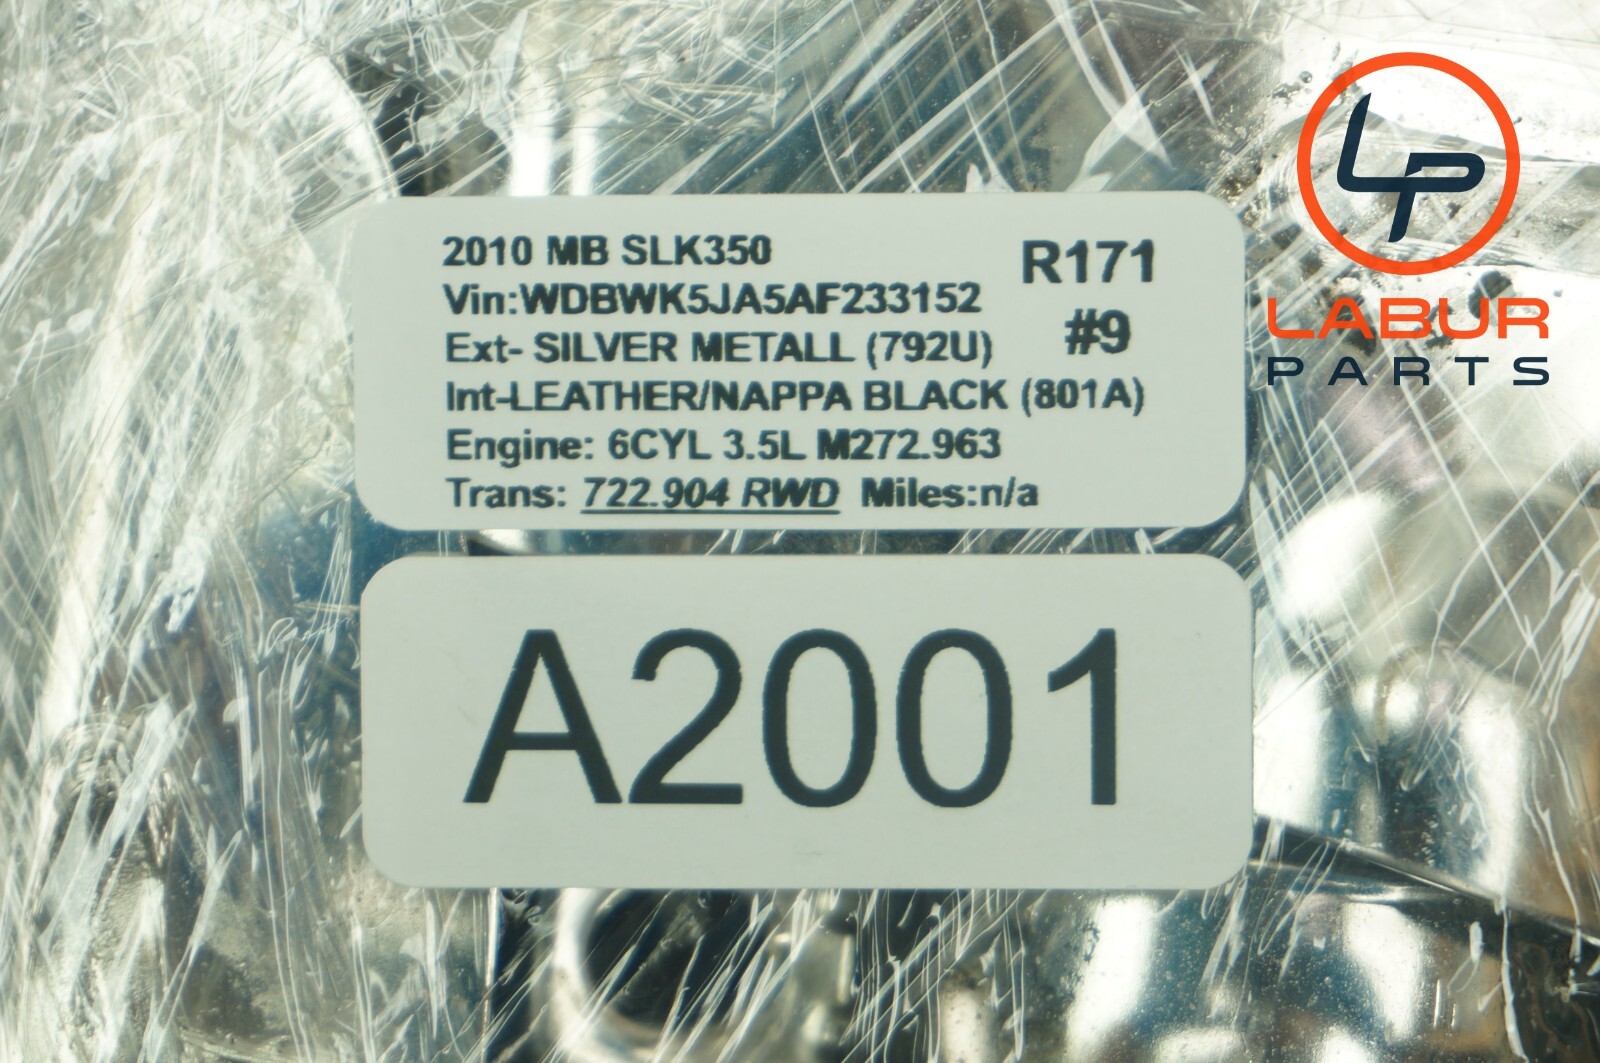 2010 MB SLK350
R171
Vin:WDBWK5JA5AF233152
#9
Ext- SILVER METALL (792U)
Int-LEATHER/NAPPA BLACK (801A)
Engine: 6CYL 3.5L M272.963
Trans: 722.904 RWD Miles:n/a
A2001
LP
LABUR
PARTS